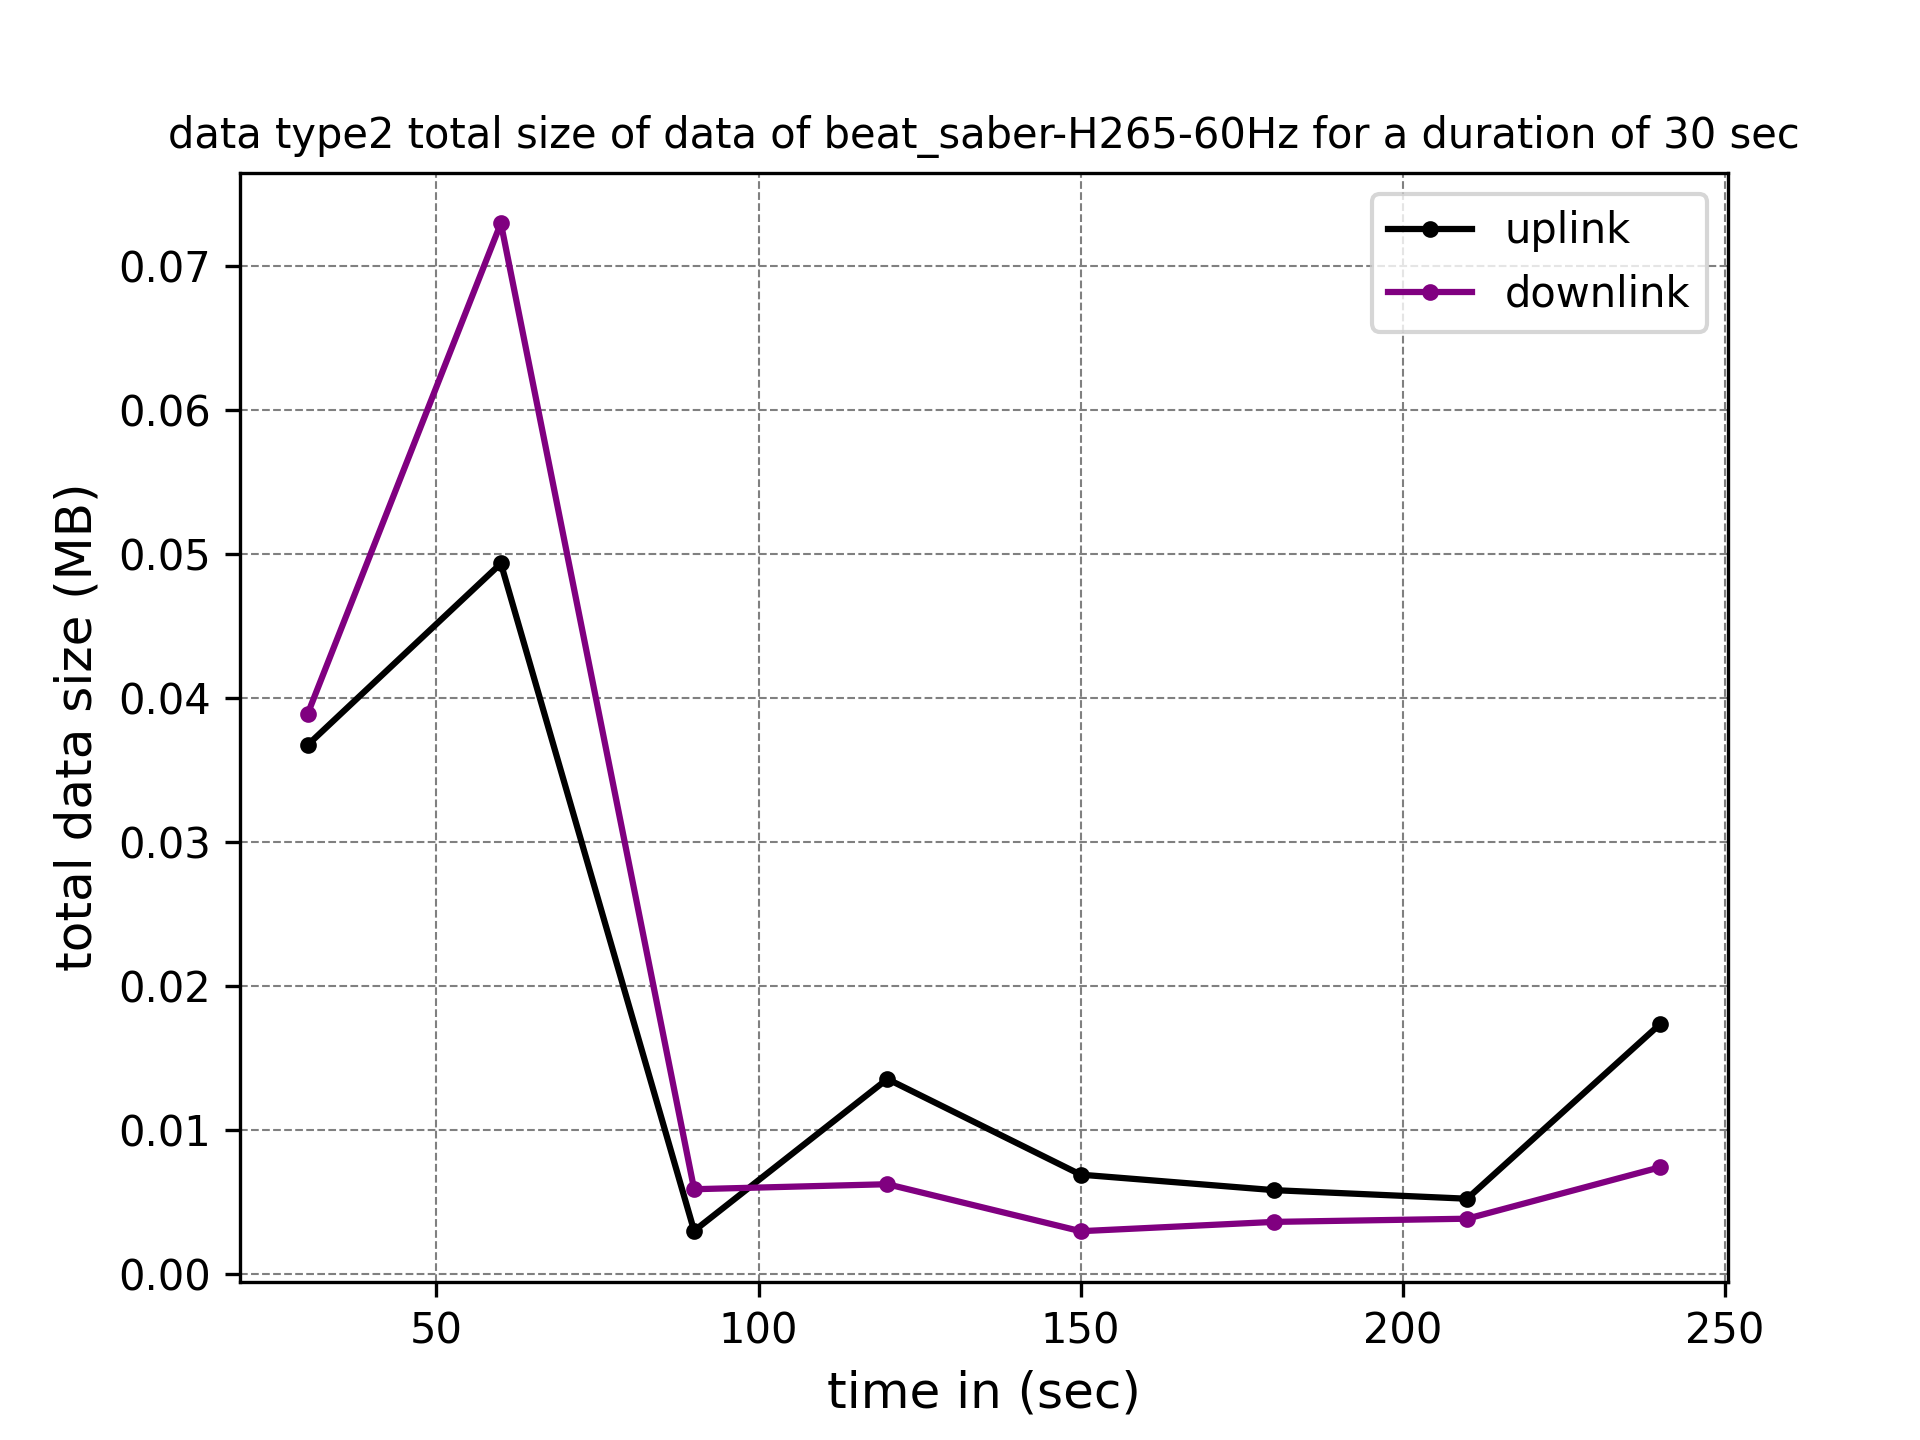 data type2 total size of data of beat_saber-H265-60Hz for a duration of 30 sec
uplink
downlink
total data size (MB)
0.07
0.06
0.05
0.04
0.03
0.02
0.01
0.00
50 100 150 200 250
time in (sec)